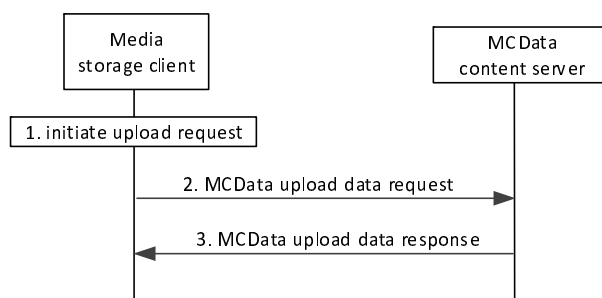 Media
storage client
MCData
content server
1. initiate upload request
2. MCData upload data request
3. MCData upload data response